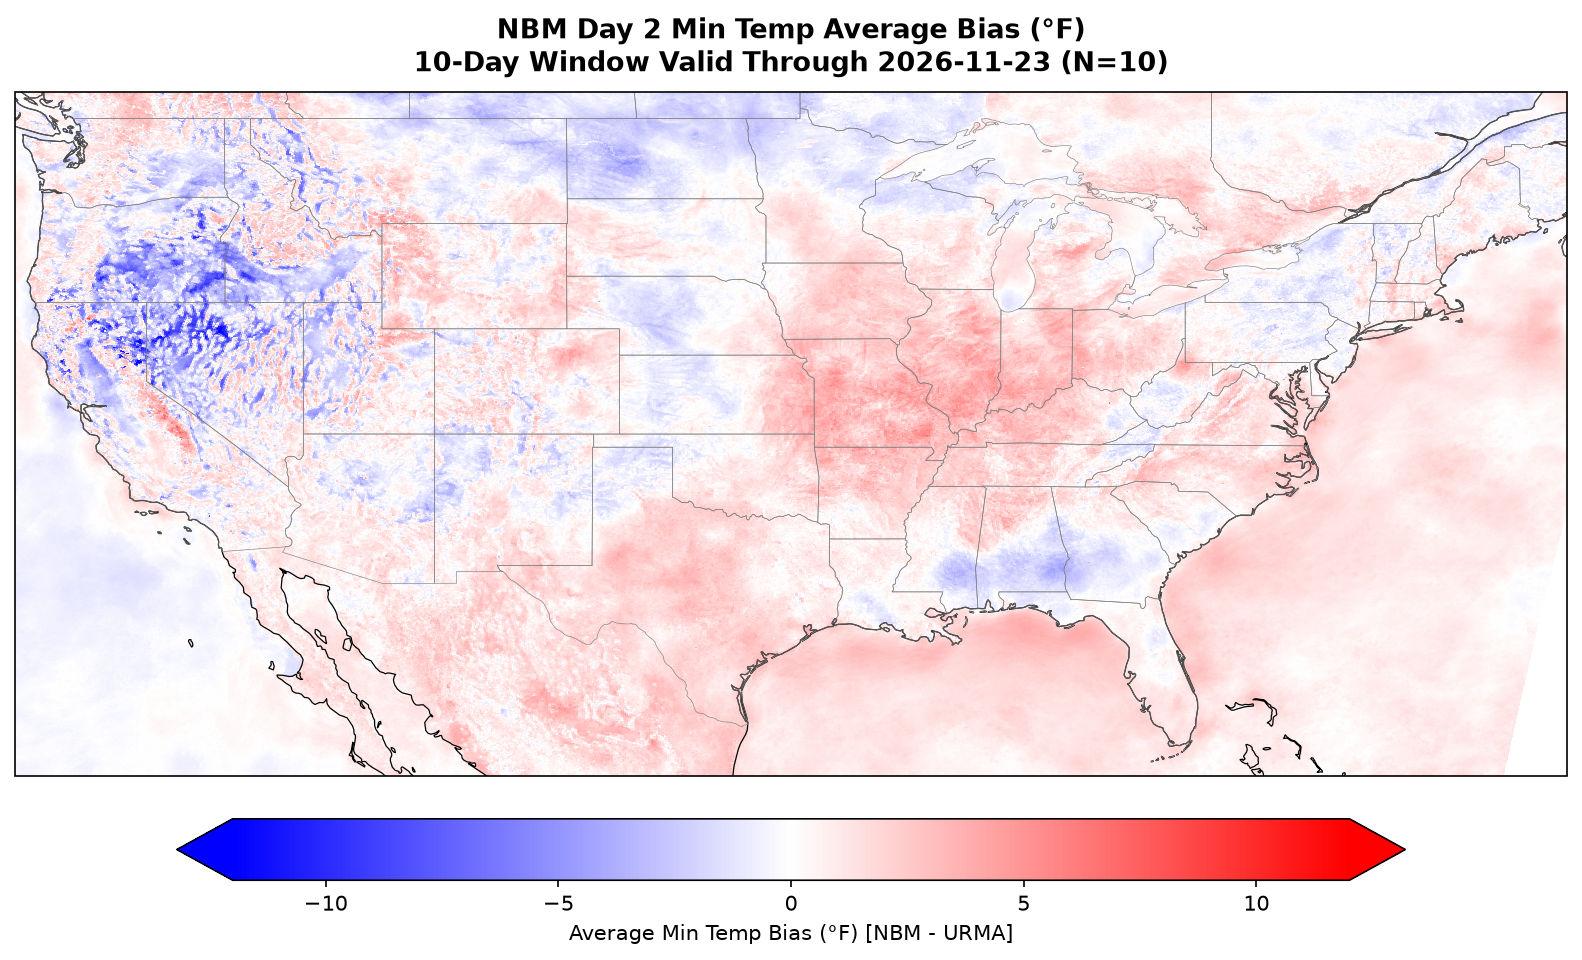 NBM Day 2 Min Temp Average Bias (°F)
10-Day Window Valid Through 2026-11-23 (N=10)
−10 −5 0 5 10
Average Min Temp Bias (°F) [NBM - URMA]